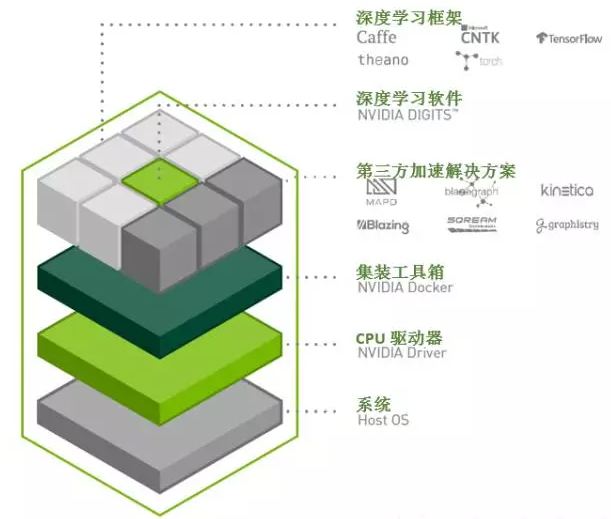 深度学习框架
Caffe Microsoft CNTK TensorFlow
theano torch
深度学习软件
NVIDIA DIGITS™
第三方加速解决方案
MAPD blazegraph kinetica
Blazing SQREAM graphistry
集装工具箱
NVIDIA Docker
CPU 驱动器
NVIDIA Driver
系统
Host OS